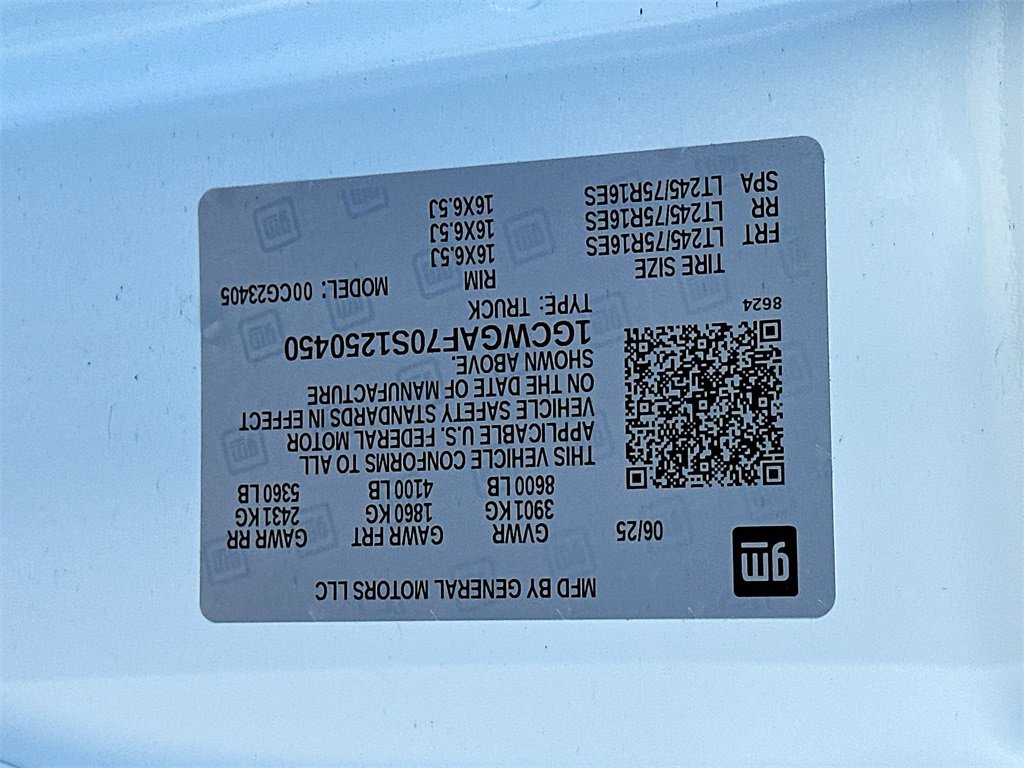 gm
MFD BY GENERAL MOTORS LLC
06/25 GVWR GAWR FRT GAWR RR
3901 KG 1860 KG 2431 KG
8600 LB 4100 LB 5360 LB
THIS VEHICLE CONFORMS TO ALL
APPLICABLE U.S. FEDERAL MOTOR
VEHICLE SAFETY STANDARDS IN EFFECT
ON THE DATE OF MANUFACTURE
SHOWN ABOVE.
1GCWGAF70S1250450
8624
TYPE: TRUCK MODEL: 00CG23405
TIRE SIZE RIM
FRT LT245/75R16ES 16X6.5J
RR LT245/75R16ES 16X6.5J
SPA LT245/75R16ES 16X6.5J